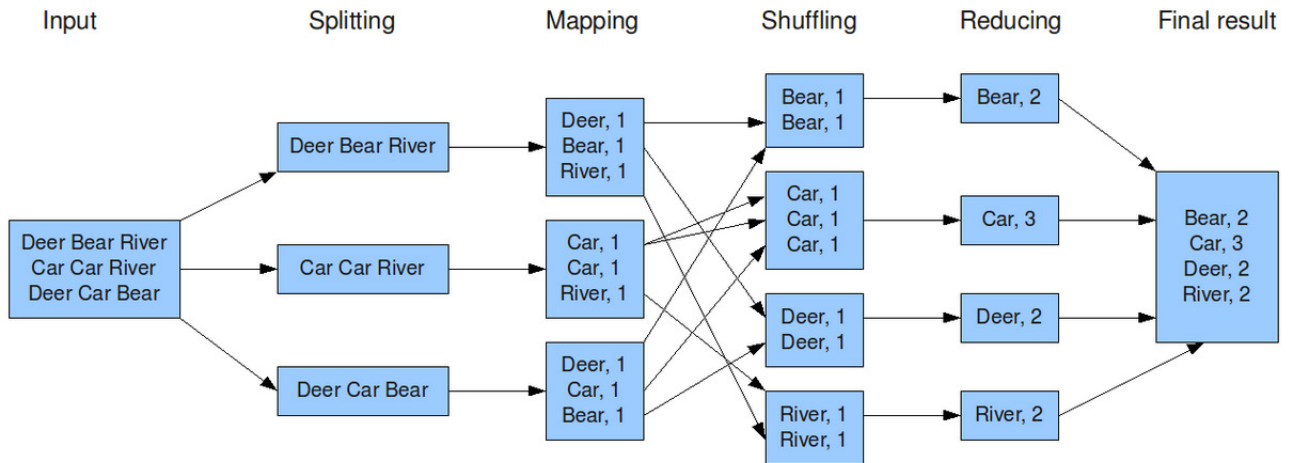 Input
Splitting
Mapping
Shuffling
Reducing
Final result
Deer Bear River
Car Car River
Deer Car Bear
Deer Bear River
Car Car River
Deer Car Bear
Deer, 1
Bear, 1
River, 1
Car, 1
Car, 1
River, 1
Deer, 1
Car, 1
Bear, 1
Bear, 1
Bear, 1
Car, 1
Car, 1
Car, 1
Deer, 1
Deer, 1
River, 1
River, 1
Bear, 2
Car, 3
Deer, 2
River, 2
Bear, 2
Car, 3
Deer, 2
River, 2